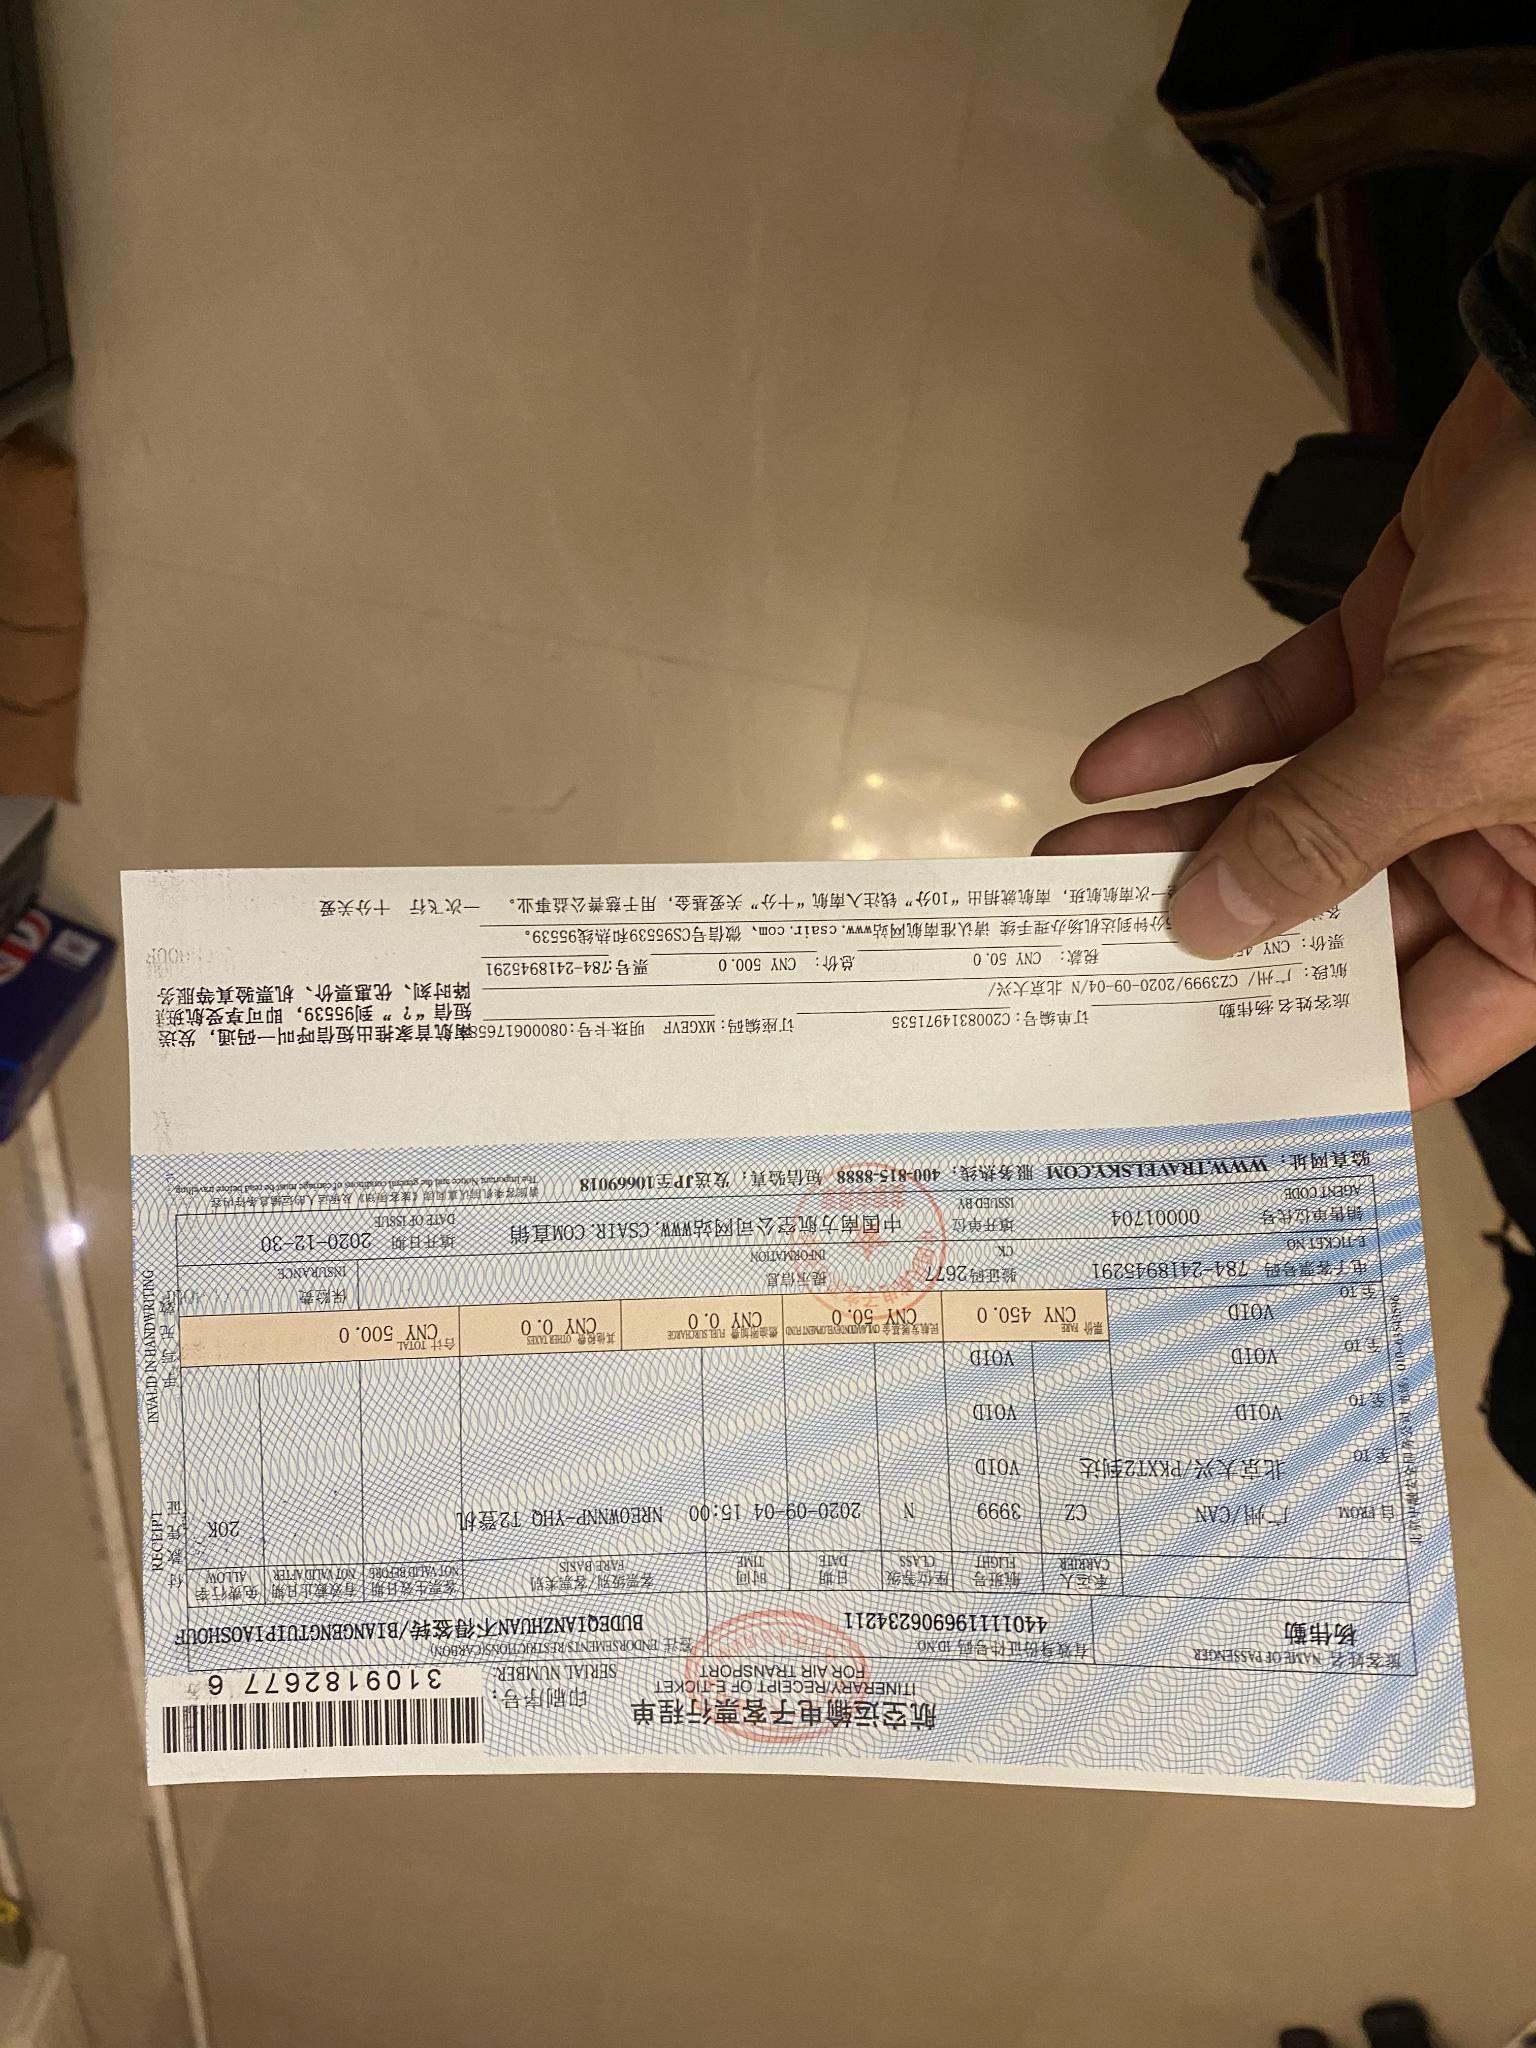 航空运输电子客票行程单
ITINERARY/RECEIPT OF E-TICKET
FOR AIR TRANSPORT
印刷序号:
SERIAL NUMBER:
3109182677 6
旅客姓名 NAME OF PASSENGER
杨伟勤
有效身份证件号码 ID.NO.
440111196906234211
签注 ENDORSEMENTS/RESTRICTIONS(CARBON)
BUDEQIANZHUAN不得签转/BIANGENGTUIPIAOSHOUF
承运人 CARRIER 航班号 FLIGHT 座位等级 CLASS 日期 DATE 时间 TIME 客票级别/客票类别 FARE BASIS 客票生效日期 NOT VALID BEFORE 有效截止日期 NOT VALID AFTER 免费行李 ALLOW
自 FROM 广州/CAN CZ 3999 N 2020-09-04 15:00 NREOWNNP-YHQ T2登机 20K
至 TO 北京大兴/PKXT2到达 VOID
至 TO VOID VOID
至 TO VOID VOID
至 TO VOID
票价 FARE CNY 450.0 民航发展基金 CIVIL AVIATION DEVELOPMENT FUND CNY 50.0 燃油附加费 FUEL SURCHARGE CNY 0.0 其他税费 OTHER TAXES CNY 0.0 合计 TOTAL CNY 500.0
电子客票号码 E-TICKET NO. 784-2418945291 验证码 CK 2677 提示信息 INFORMATION 保险费 INSURANCE
销售单位代号 AGENT CODE 00001704 填开单位 ISSUED BY 中国南方航空公司网站WWW.CSAIR.COM直销 填开日期 DATE OF ISSUE 2020-12-30
验真网址: WWW.TRAVELSKY.COM 服务热线: 400-815-8888 短信验真: 发送JP至10669018
The Important Notice and the general conditions of carriage must be read before travelling
付款凭证
RECEIPT
手写无效
INVALID IN HANDWRITING
旅客姓名 杨伟勤 订单编号:C2008314971535 订座编码: MXGEVP 明珠卡号:0800061765
航段: 广州/ CZ3999/2020-09-04/N 北京大兴/
票价: CNY 税款: CNY 50.0 总价: CNY 500.0 票号:784-2418945291
分钟到达机场办理手续 请认准南航网站www.csair.com、微信号CS95539和热线95539。
一次南航航班, 南航就捐出“10分”钱注入南航“十分”关爱基金, 用于慈善公益事业。 一次飞行 十分关爱
南航首家推出短信呼叫一码通, 发送
短信“?”到95539, 即可享受航班
降时刻、优惠票价、机票验真等服务